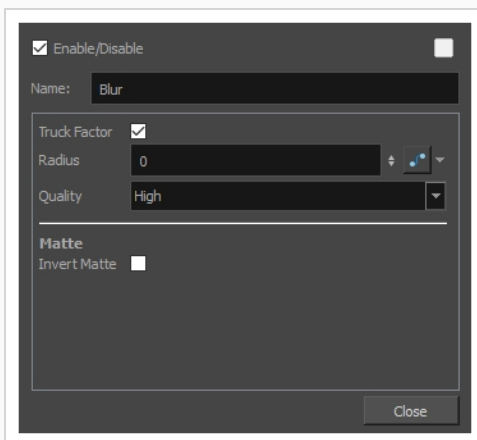 Enable/Disable
Name: Blur
Truck Factor
Radius 0
Quality High
Matte
Invert Matte
Close